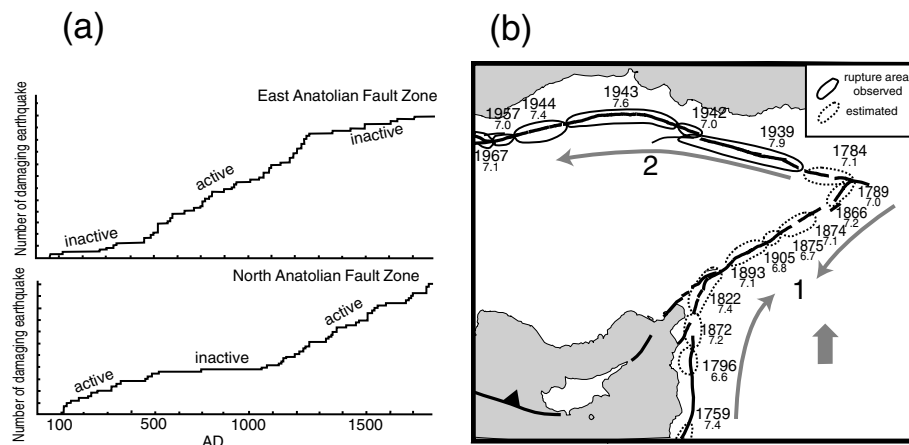 (a)
Number of damaging earthquake
East Anatolian Fault Zone
inactive
active
inactive
Number of damaging earthquake
North Anatolian Fault Zone
active
inactive
active
100
500
1000
1500
AD
(b)
rupture area
observed
estimated
1957
7.0
1944
7.4
1943
7.6
1942
7.0
1939
7.9
1784
7.1
1967
7.1
2
1789
7.0
1866
7.2
1874
7.1
1875
6.7
1905
6.8
1893
7.1
1
1822
7.4
1872
7.2
1796
6.6
1759
7.4